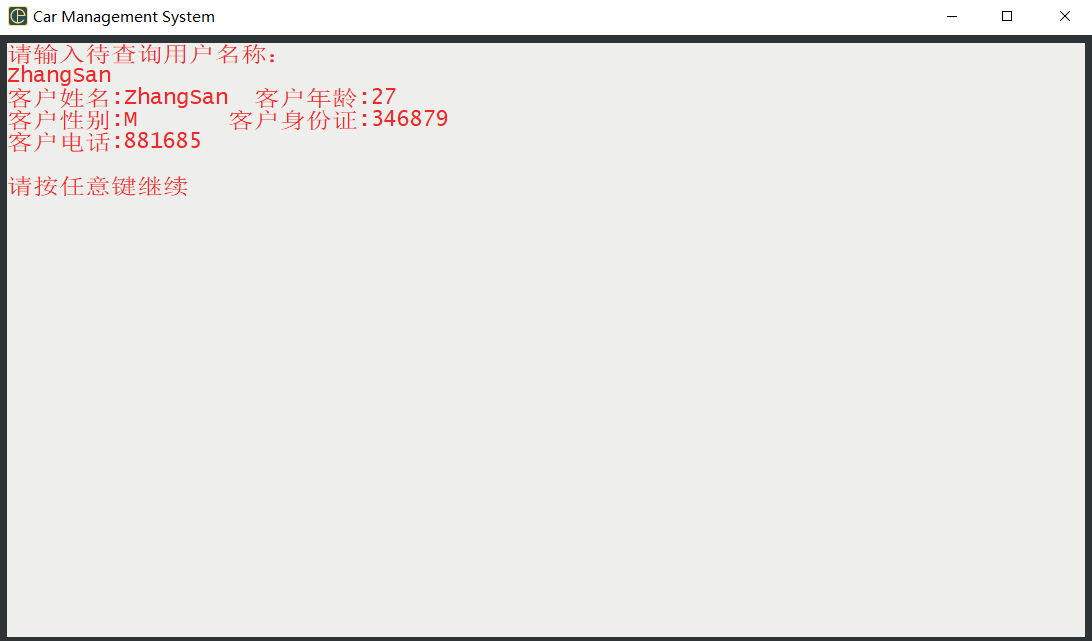 Car Management System
请输入待查询用户名称:
ZhangSan
客户姓名:ZhangSan  客户年龄:27
客户性别:M       客户身份证:346879
客户电话:881685
请按任意键继续